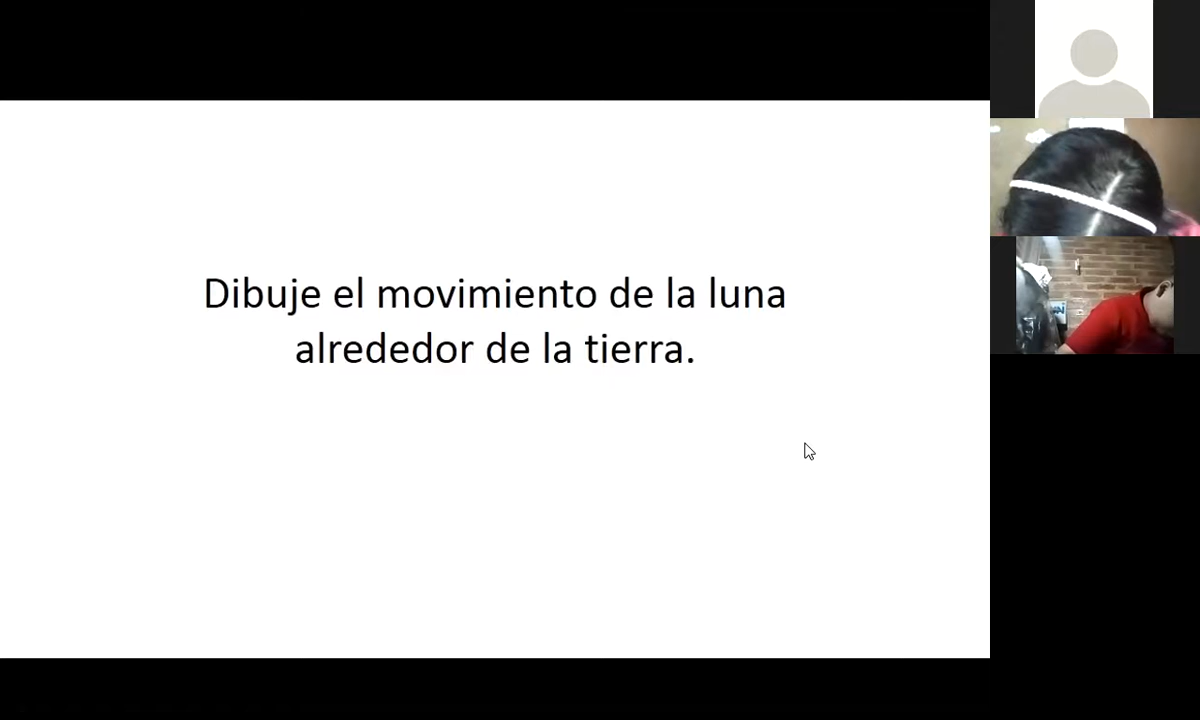 Dibuje el movimiento de la luna
alrededor de la tierra.